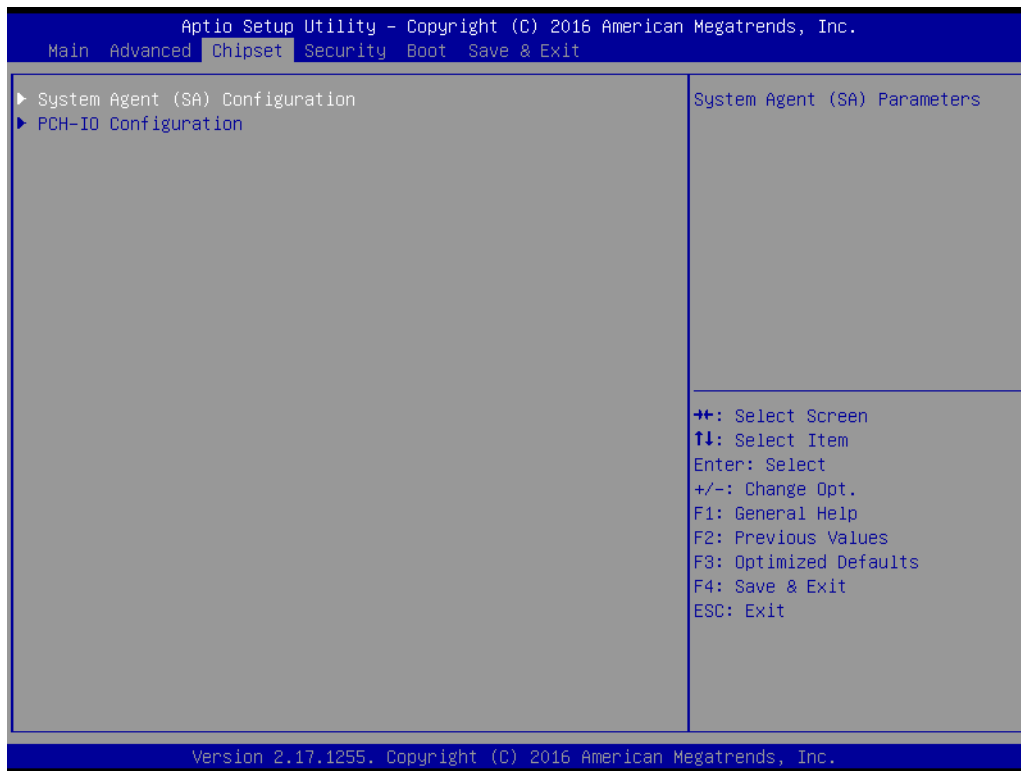 Aptio Setup Utility – Copyright (C) 2016 American Megatrends, Inc.
Main Advanced Chipset Security Boot Save & Exit
System Agent (SA) Configuration
PCH-IO Configuration
System Agent (SA) Parameters
→←: Select Screen
↑↓: Select Item
Enter: Select
+/-: Change Opt.
F1: General Help
F2: Previous Values
F3: Optimized Defaults
F4: Save & Exit
ESC: Exit
Version 2.17.1255. Copyright (C) 2016 American Megatrends, Inc.